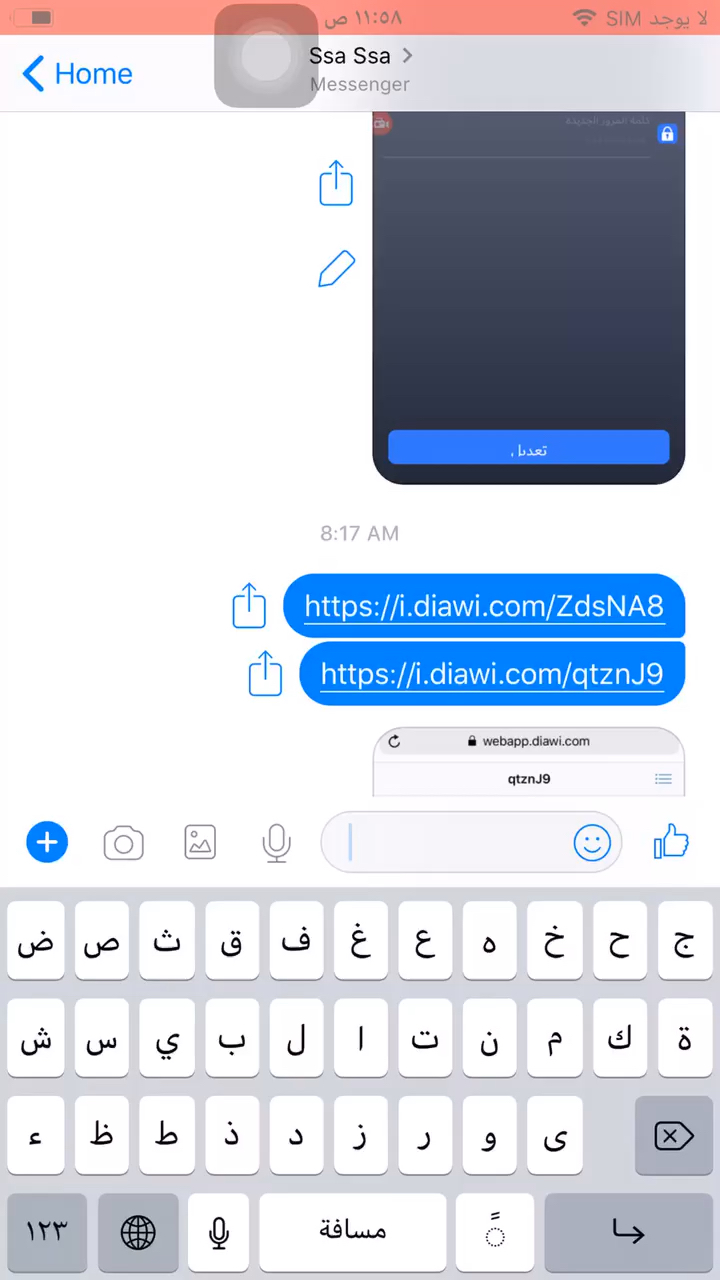 لا يوجد SIM ١١:٥٨ ص
Home
Ssa Ssa
Messenger
كلمة المرور الجديدة
تعديل
8:17 AM
https://i.diawi.com/ZdsNA8
https://i.diawi.com/qtznJ9
webapp.diawi.com
qtznJ9
ض ص ث ق ف غ ع ه خ ح ج
ش س ي ب ل ا ت ن م ك ة
ء ظ ط ذ د ز ر و ى
١٢٣ مسافة